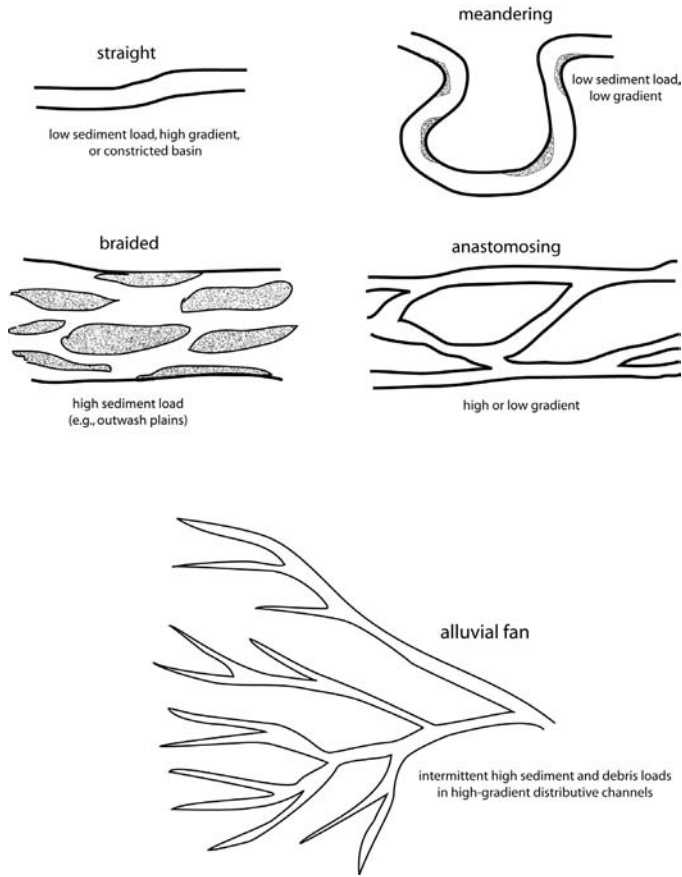 straight
low sediment load, high gradient,
or constricted basin
meandering
low sediment load,
low gradient
braided
high sediment load
(e.g., outwash plains)
anastomosing
high or low gradient
alluvial fan
intermittent high sediment and debris loads
in high-gradient distributive channels